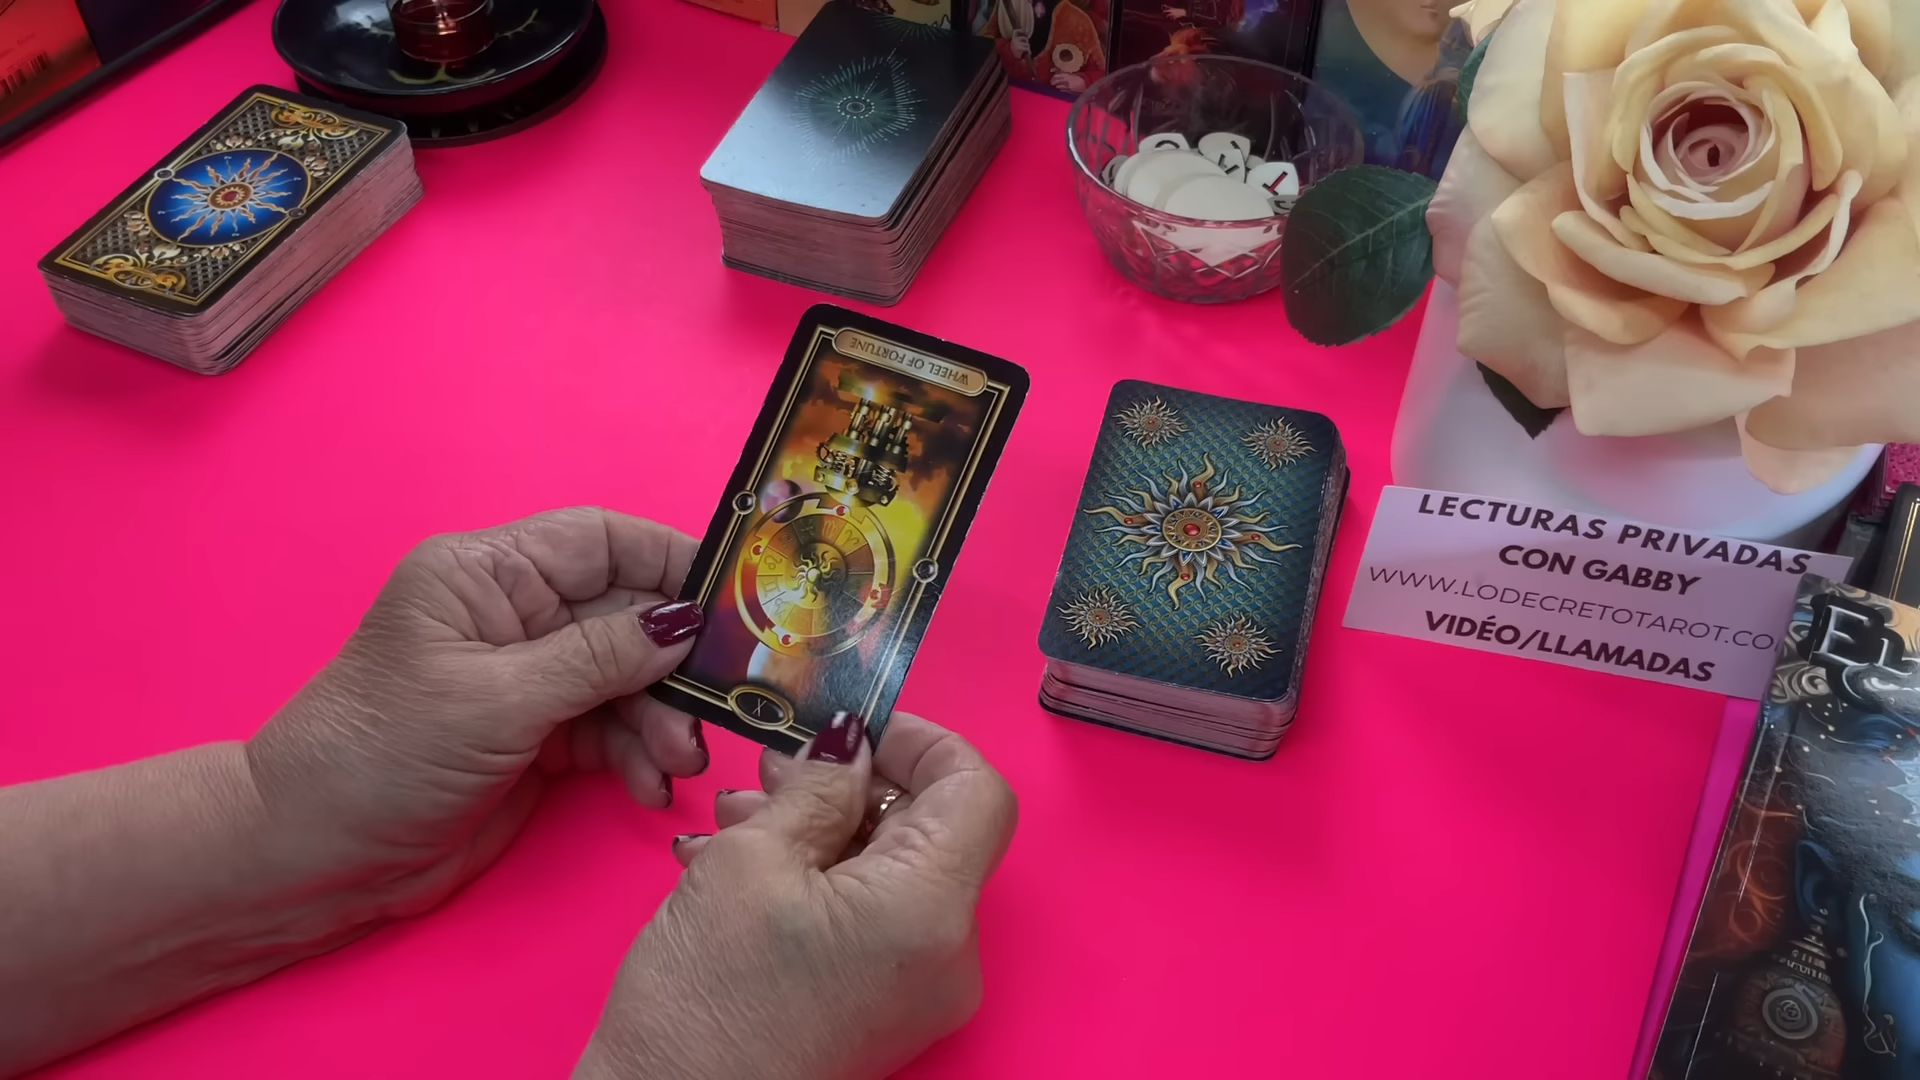 WHEEL OF FORTUNE
X
LECTURAS PRIVADAS
CON GABBY
WWW.LODECRETOTAROT.CO
VIDÉO/LLAMADAS